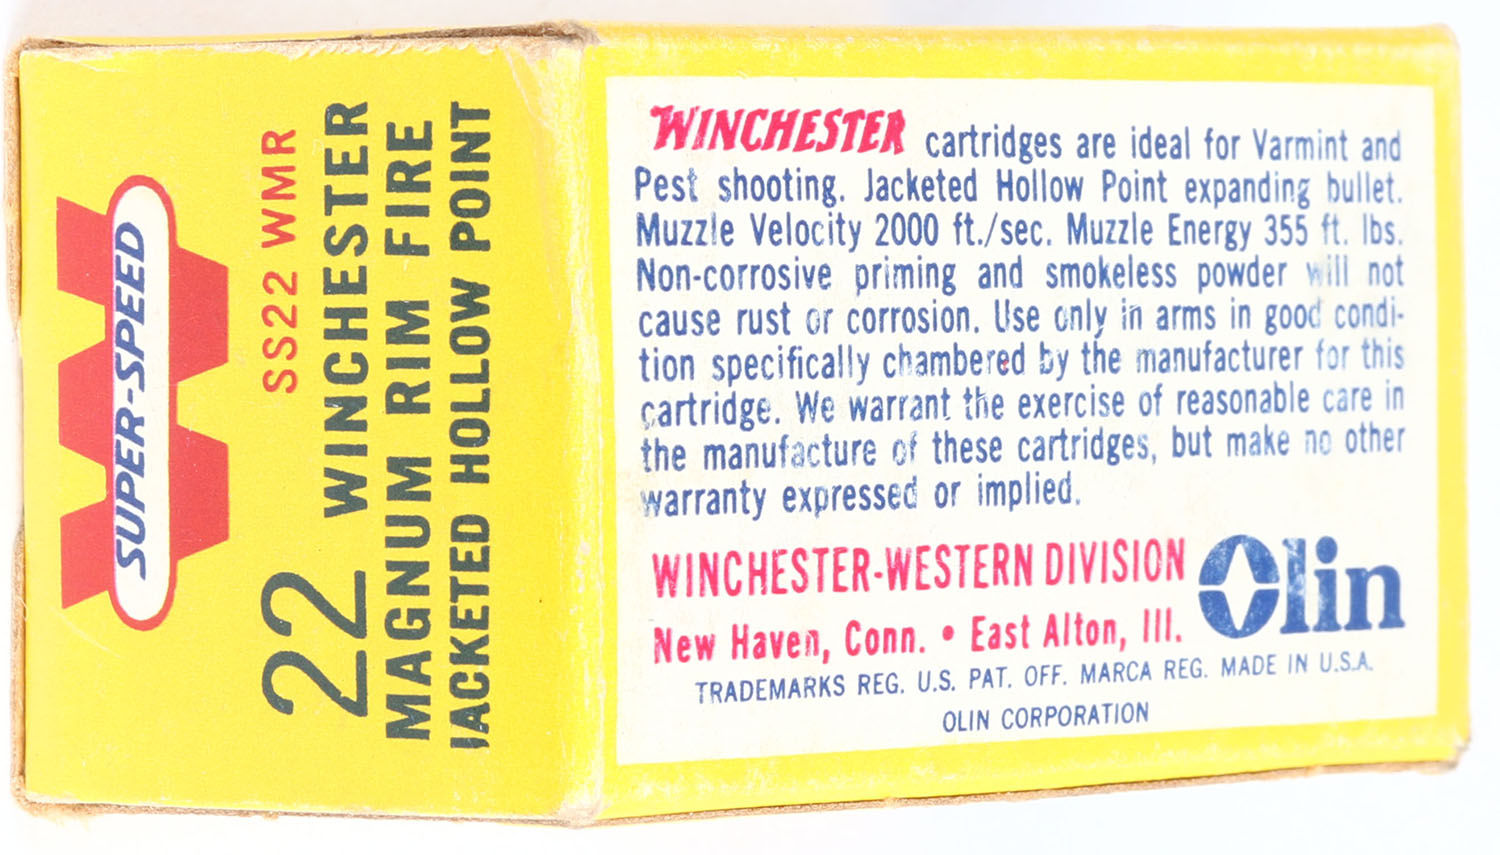 SUPER-SPEED
SS22 WMR
22 WINCHESTER
MAGNUM RIM FIRE
JACKETED HOLLOW POINT
WINCHESTER cartridges are ideal for Varmint and
Pest shooting. Jacketed Hollow Point expanding bullet.
Muzzle Velocity 2000 ft./sec. Muzzle Energy 355 ft. lbs.
Non-corrosive priming and smokeless powder will not
cause rust or corrosion. Use only in arms in good condi-
tion specifically chambered by the manufacturer for this
cartridge. We warrant the exercise of reasonable care in
the manufacture of these cartridges, but make no other
warranty expressed or implied.
WINCHESTER-WESTERN DIVISION
New Haven, Conn. • East Alton, Ill.
Olin
TRADEMARKS REG. U.S. PAT. OFF. MARCA REG. MADE IN U.S.A.
OLIN CORPORATION